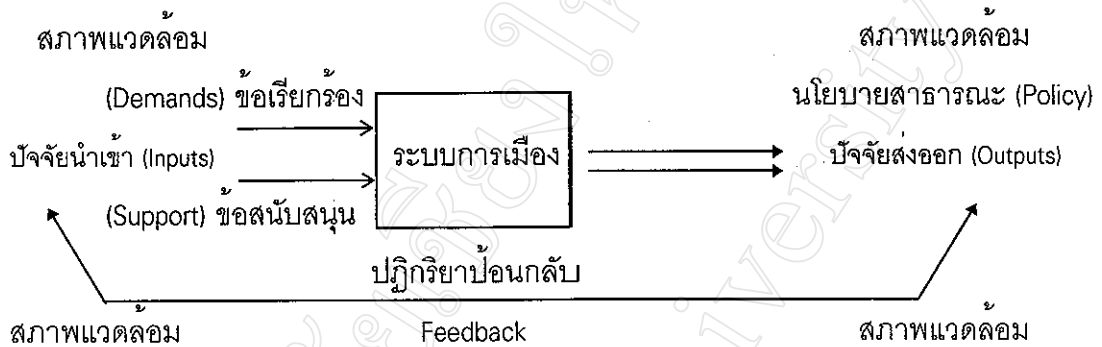 สภาพแวดล้อม สภาพแวดล้อม
(Demands) ข้อเรียกร้อง นโยบายสาธารณะ (Policy)
ปัจจัยนำเข้า (Inputs) ระบบการเมือง ปัจจัยส่งออก (Outputs)
(Support) ข้อสนับสนุน
ปฏิกริยาป้อนกลับ
สภาพแวดล้อม Feedback สภาพแวดล้อม